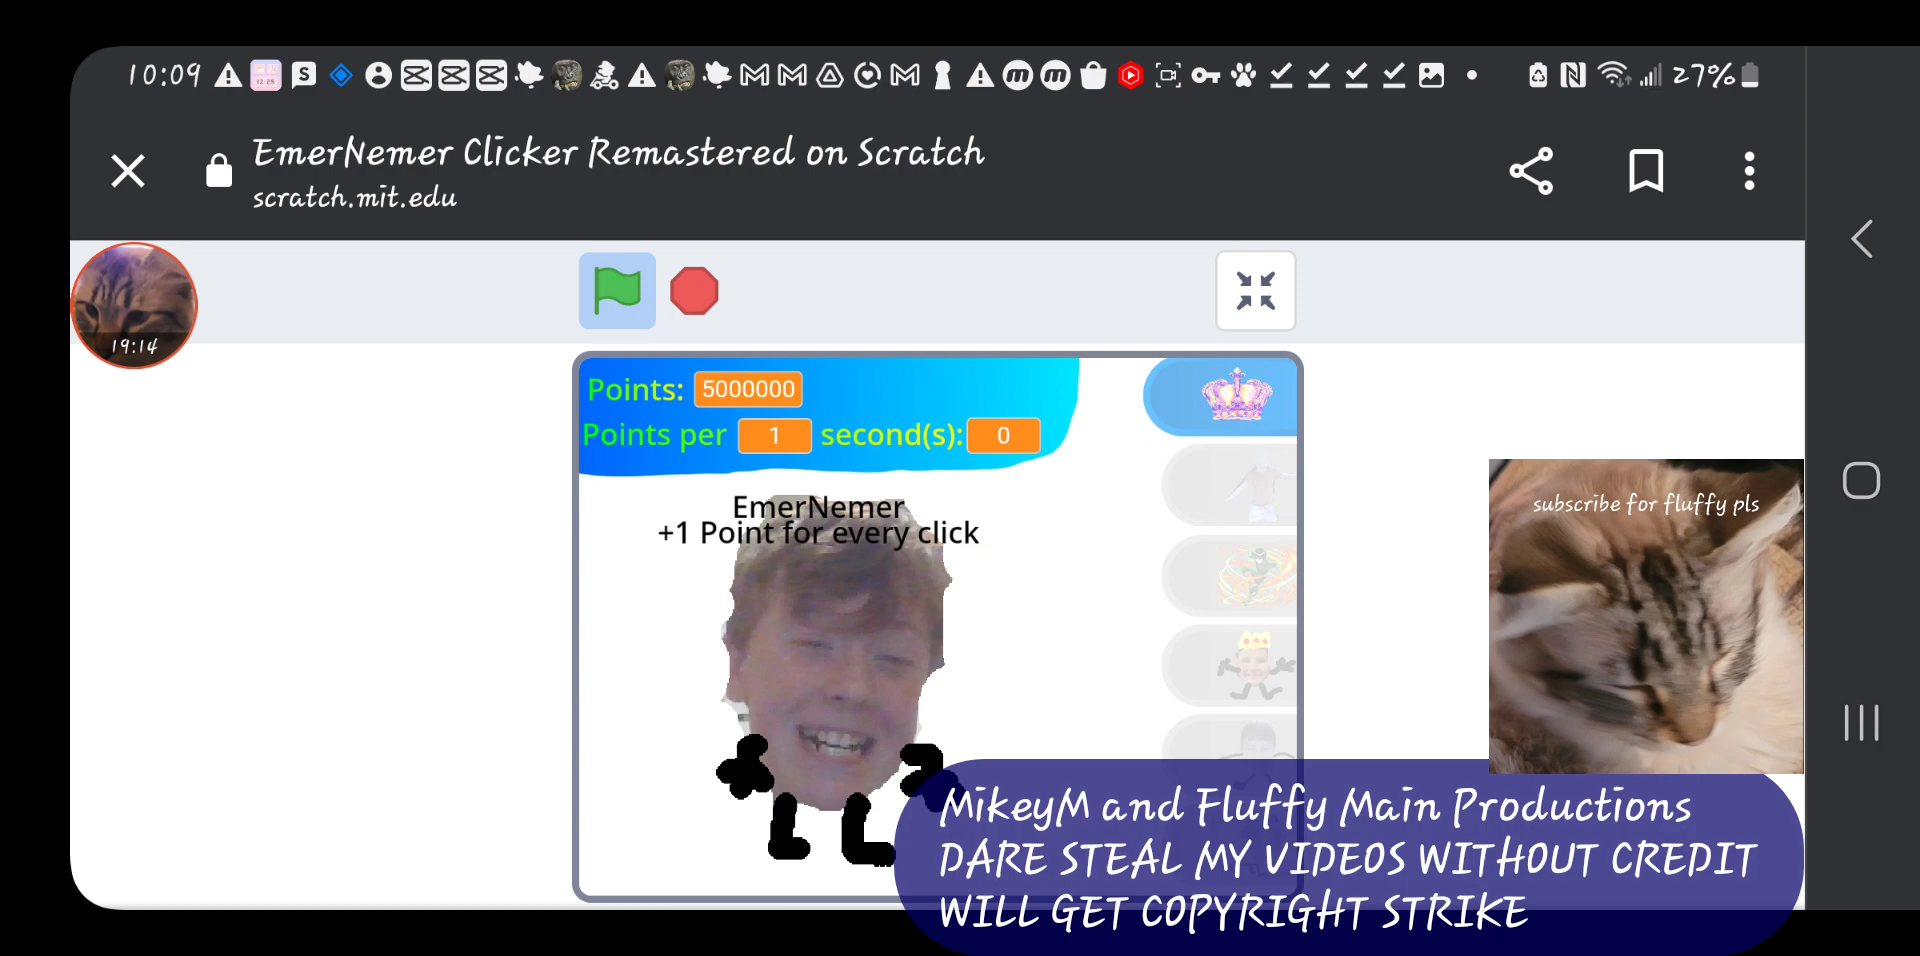 10:09
27%
EmerNemer Clicker Remastered on Scratch
scratch.mit.edu
19:14
Points: 5000000
Points per 1 second(s): 0
EmerNemer
+1 Point for every click
subscribe for fluffy pls
MikeyM and Fluffy Main Productions
DARE STEAL MY VIDEOS WITHOUT CREDIT
WILL GET COPYRIGHT STRIKE